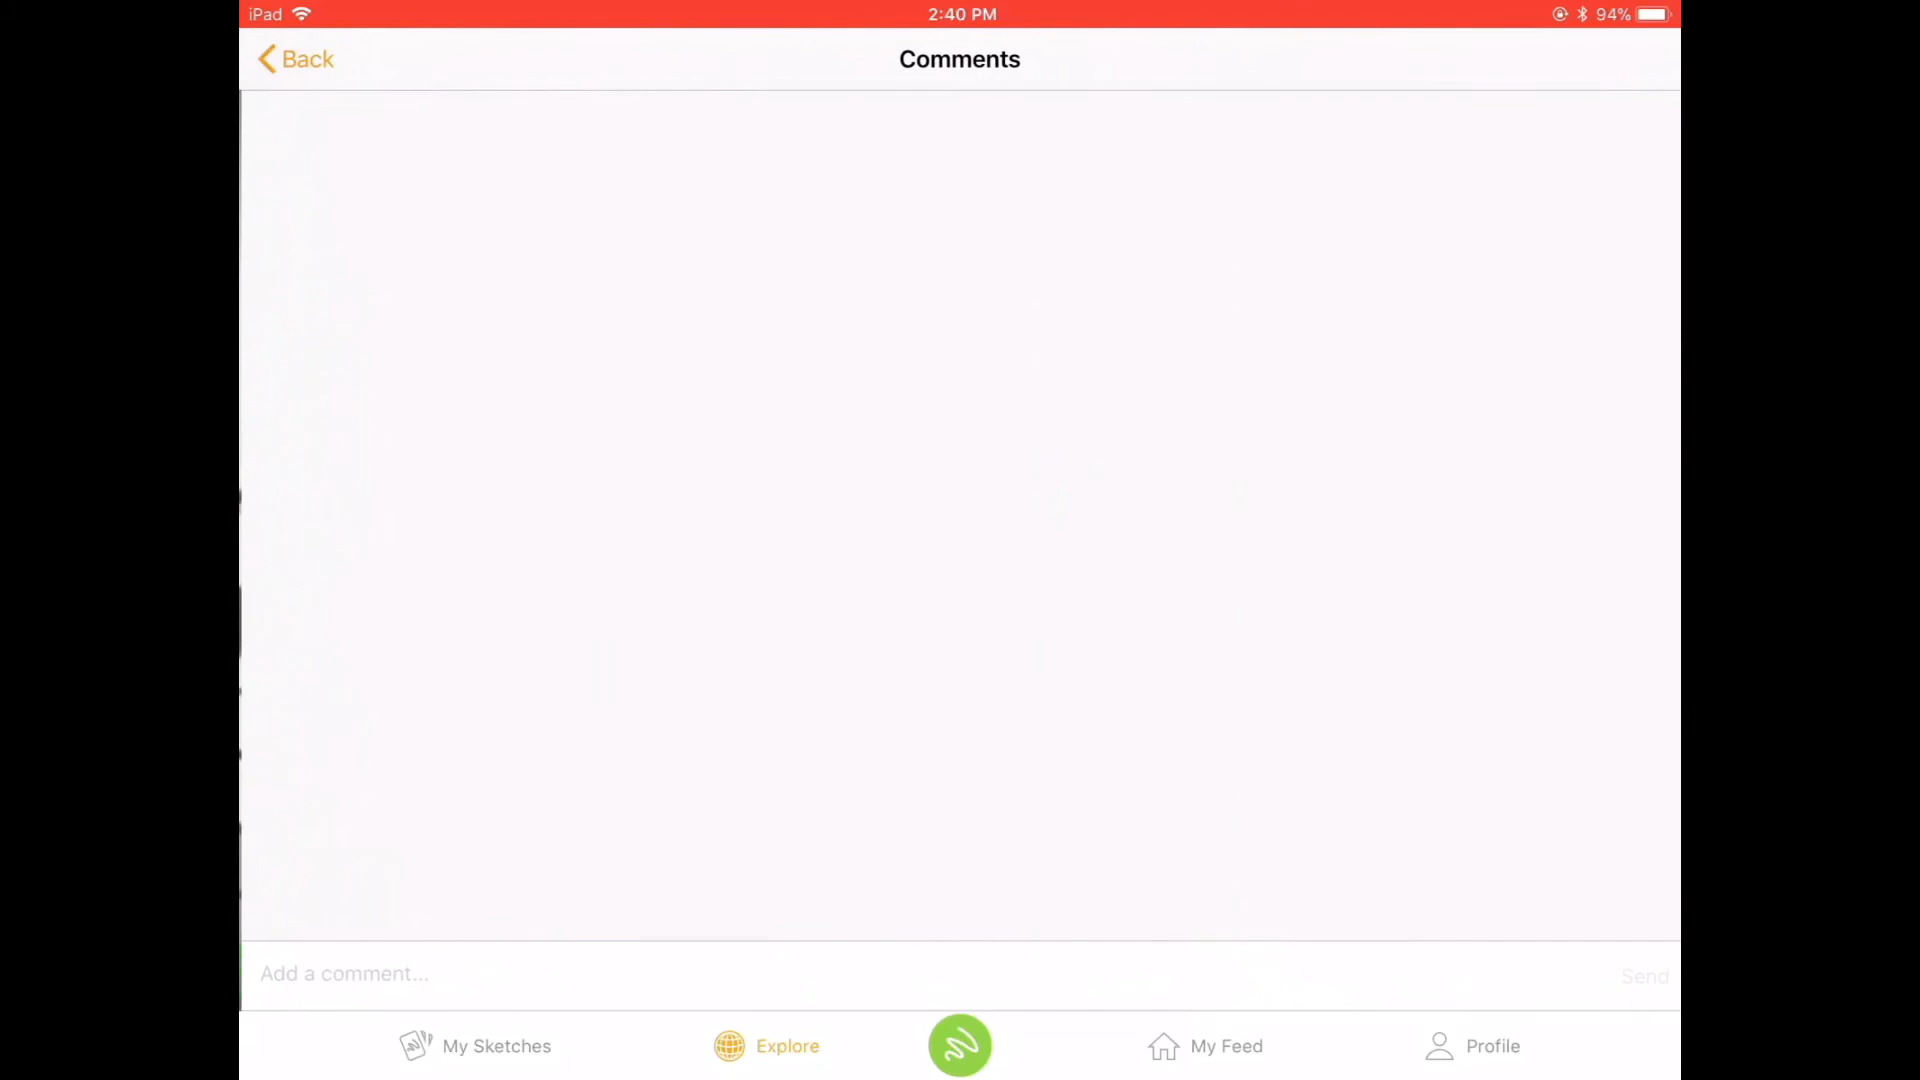 iPad 2:40 PM 94%
Back Comments
Add a comment... Send
My Sketches Explore My Feed Profile